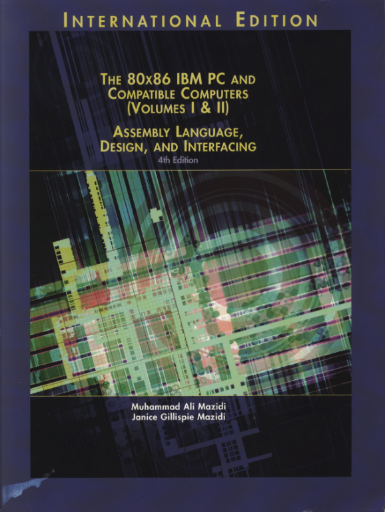 INTERNATIONAL EDITION
THE 80X86 IBM PC AND
COMPATIBLE COMPUTERS
(VOLUMES I & II)
ASSEMBLY LANGUAGE,
DESIGN, AND INTERFACING
4th Edition
Muhammad Ali Mazidi
Janice Gillispie Mazidi